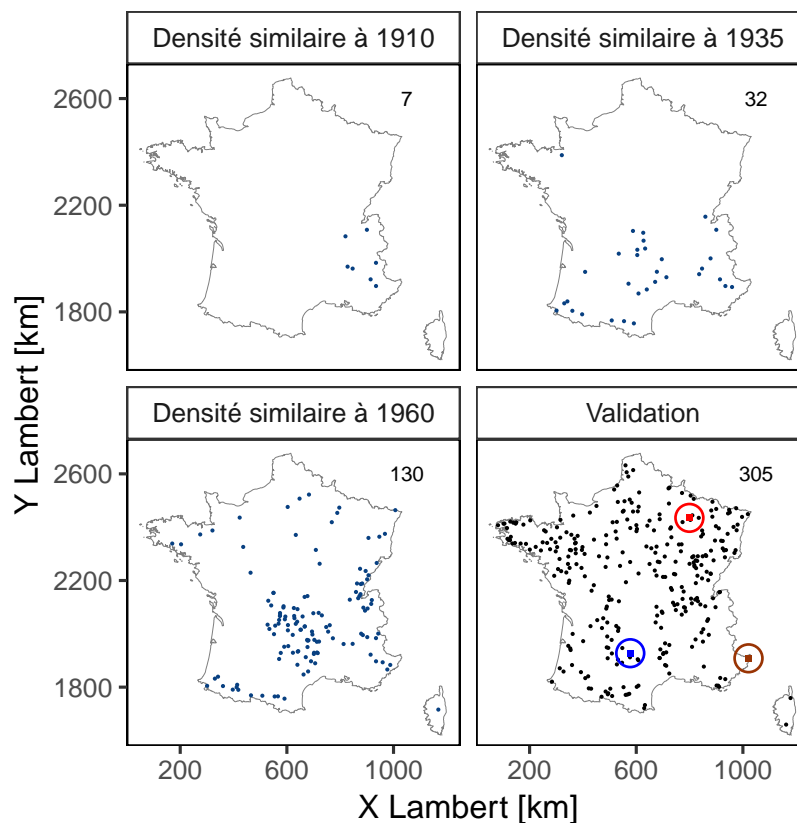 Densité similaire à 1910
Densité similaire à 1935
7
32
2600
2200
1800
Densité similaire à 1960
Validation
130
305
2600
2200
1800
200
600
1000
200
600
1000
X Lambert [km]
Y Lambert [km]